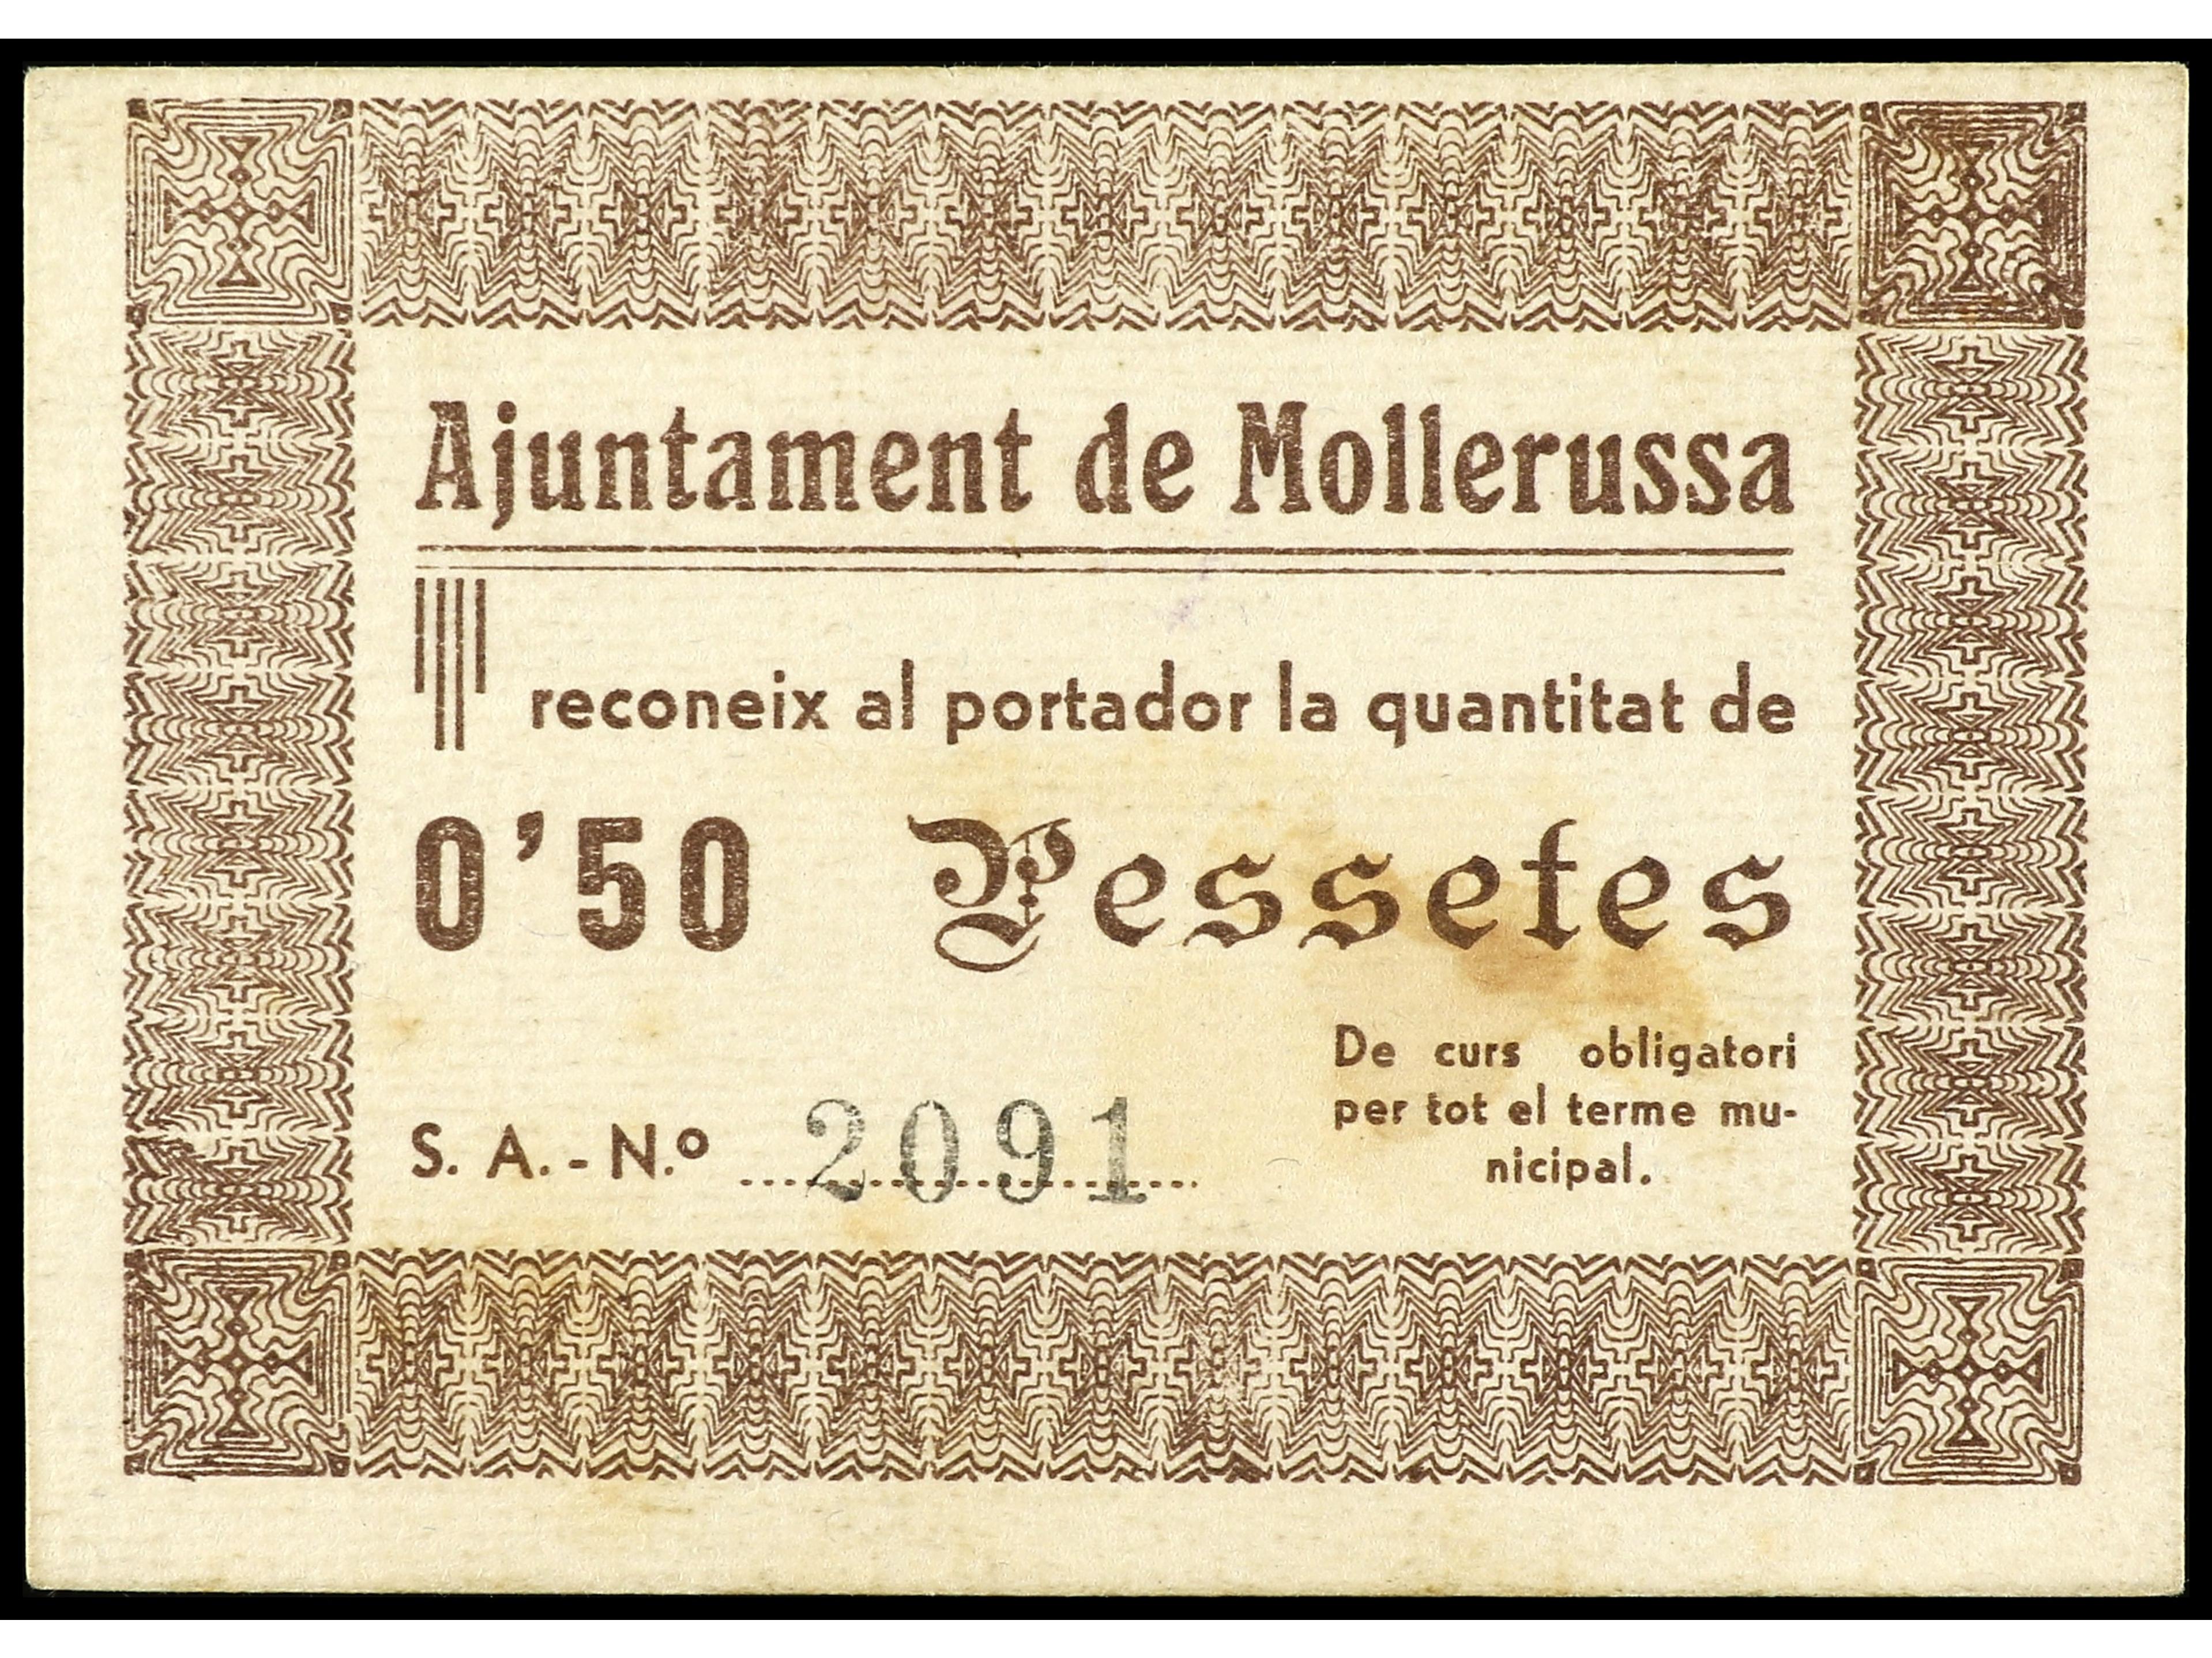 Ajuntament de Mollerussa
reconeix al portador la quantitat de
0'50 Pessetes
S. A. - N.º 2091
De curs obligatori
per tot el terme mu-
nicipal.